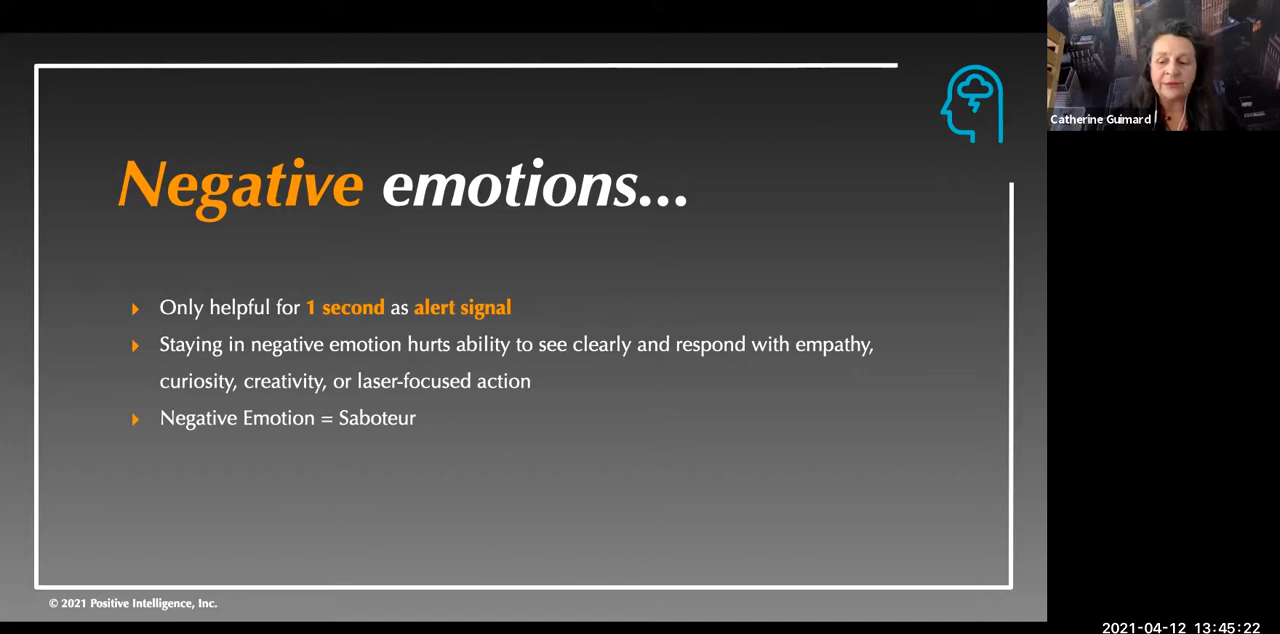 Catherine Guimard
Negative emotions...
Only helpful for 1 second as alert signal
Staying in negative emotion hurts ability to see clearly and respond with empathy,
curiosity, creativity, or laser-focused action
Negative Emotion = Saboteur
© 2021 Positive Intelligence, Inc.
2021-04-12 13:45:22